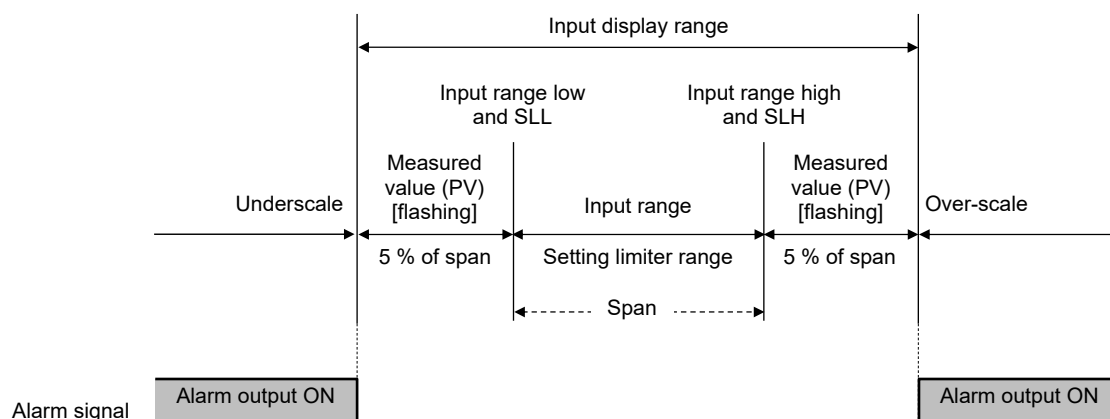 Input display range
Input range low
and SLL
Input range high
and SLH
Measured
value (PV)
[flashing]
Measured
value (PV)
[flashing]
Underscale
Input range
Over-scale
5 % of span
Setting limiter range
5 % of span
Span
Alarm output ON
Alarm output ON
Alarm signal